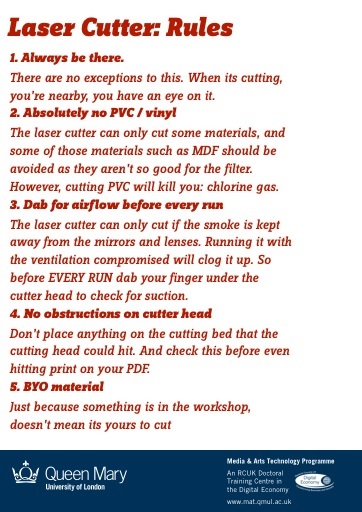 Laser Cutter: Rules
1. Always be there.
There are no exceptions to this. When its cutting,
you're nearby, you have an eye on it.
2. Absolutely no PVC / vinyl
The laser cutter can only cut some materials, and
some of those materials such as MDF should be
avoided as they aren't so good for the filter.
However, cutting PVC will kill you: chlorine gas.
3. Dab for airflow before every run
The laser cutter can only cut if the smoke is kept
away from the mirrors and lenses. Running it with
the ventilation compromised will clog it up. So
before EVERY RUN dab your finger under the
cutter head to check for suction.
4. No obstructions on cutter head
Don't place anything on the cutting bed that the
cutting head could hit. And check this before even
hitting print on your PDF.
5. BYO material
Just because something is in the workshop,
doesn't mean its yours to cut
Queen Mary
University of London
Media & Arts Technology Programme
An RCUK Doctoral
Training Centre in
the Digital Economy
www.mat.qmul.ac.uk
Digital
Economy